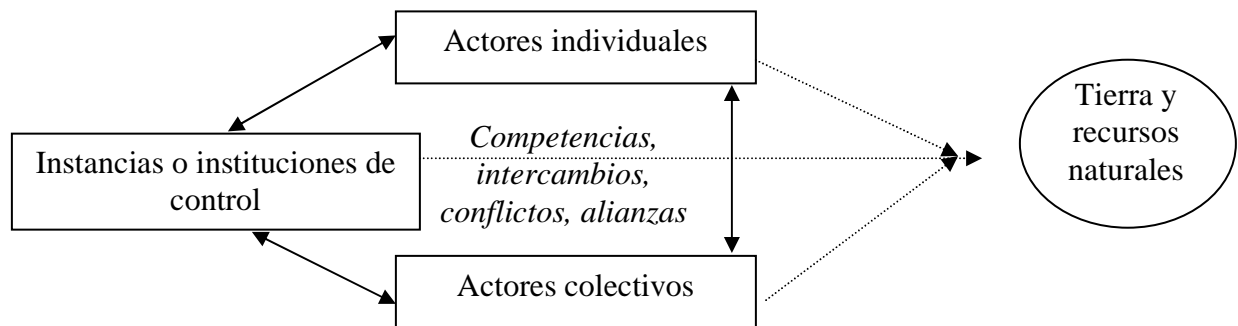 Actores individuales
Instancias o instituciones de
control
Competencias,
intercambios,
conflictos, alianzas
Actores colectivos
Tierra y
recursos
naturales